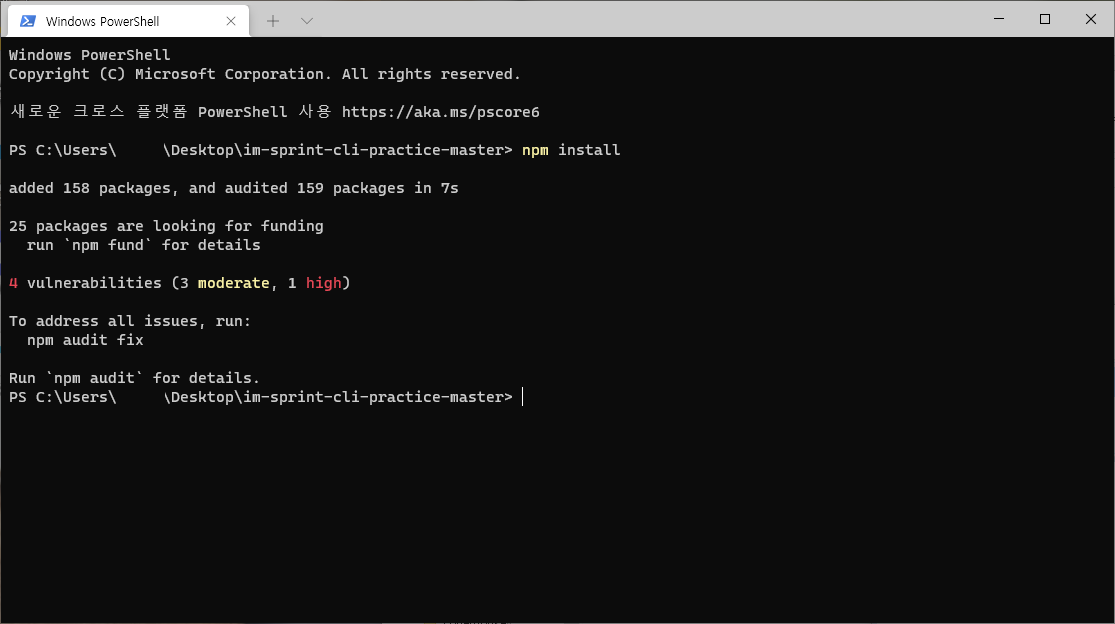 Windows PowerShell
Windows PowerShell
Copyright (C) Microsoft Corporation. All rights reserved.
새로운 크로스 플랫폼 PowerShell 사용 https://aka.ms/pscore6
PS C:\Users\ \Desktop\im-sprint-cli-practice-master> npm install
added 158 packages, and audited 159 packages in 7s
25 packages are looking for funding
run `npm fund` for details
4 vulnerabilities (3 moderate, 1 high)
To address all issues, run:
npm audit fix
Run `npm audit` for details.
PS C:\Users\ \Desktop\im-sprint-cli-practice-master>